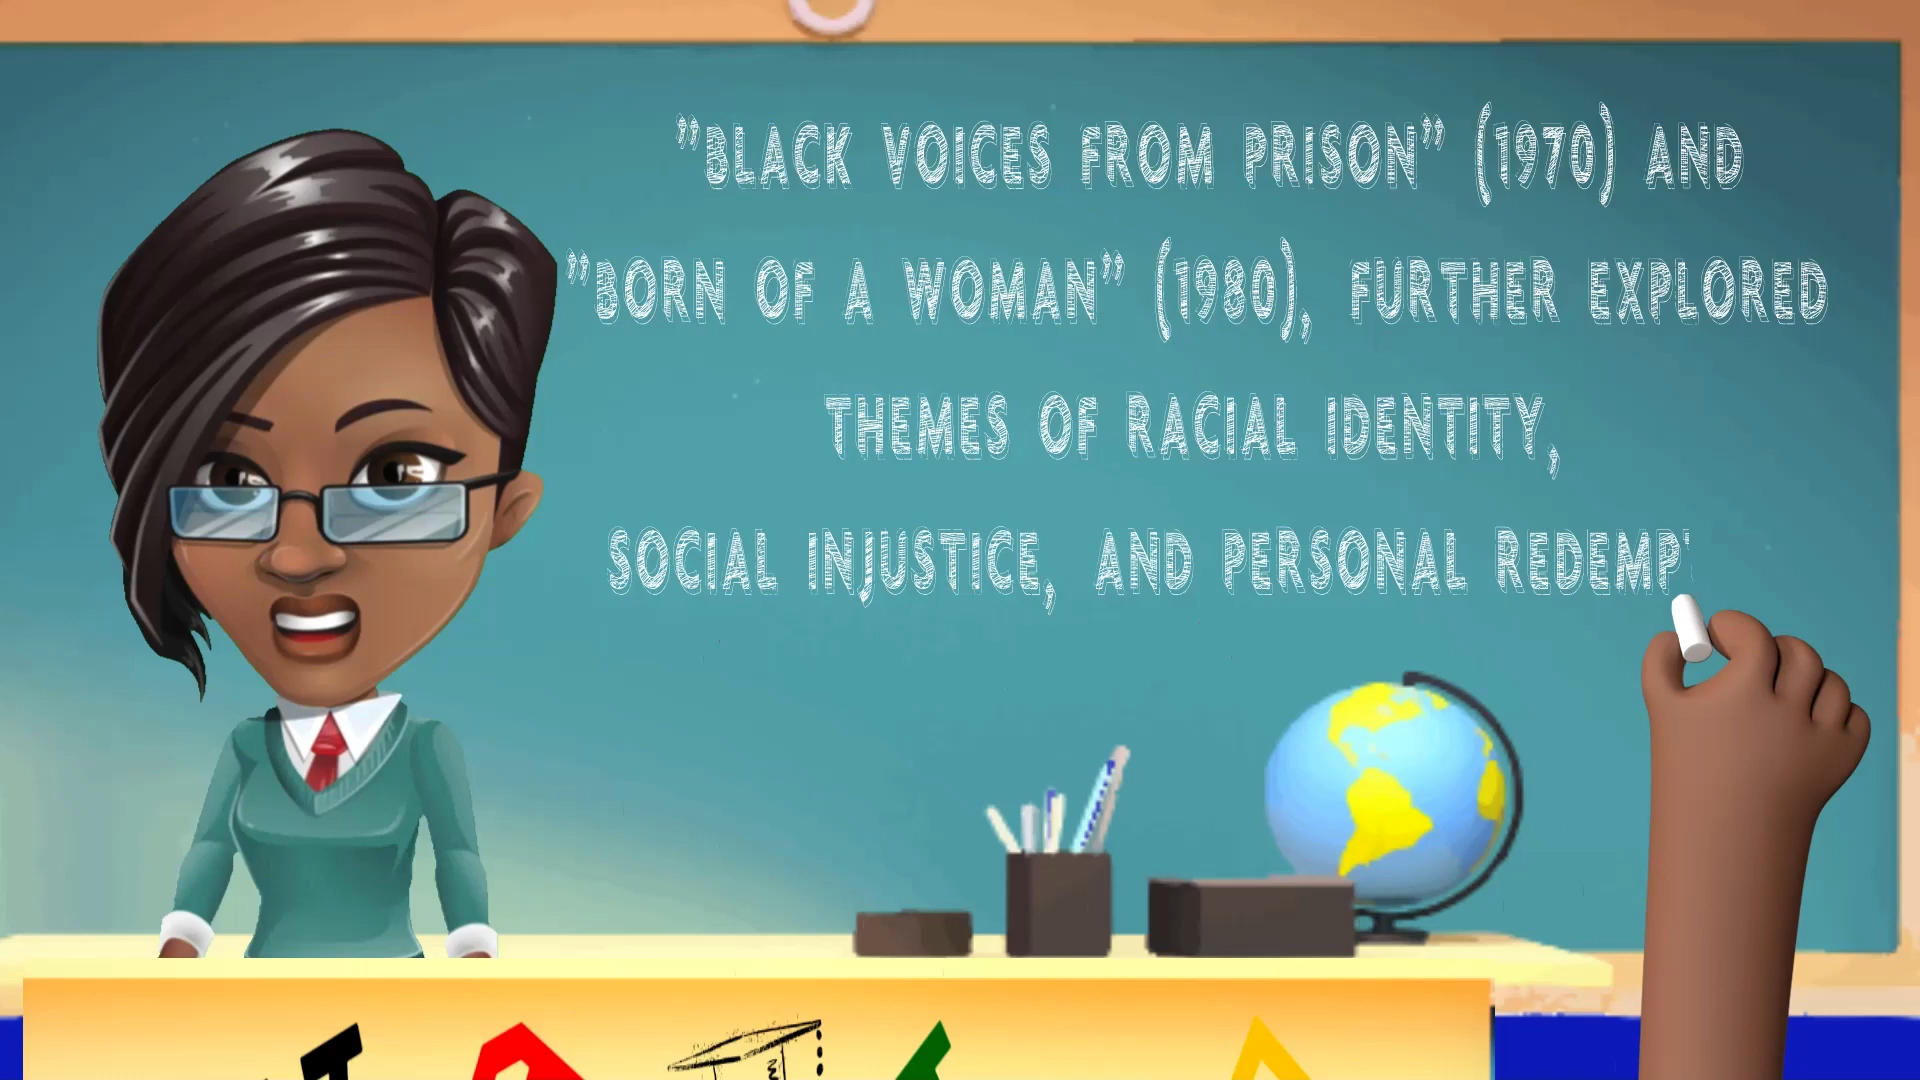 "BLACK VOICES FROM PRISON" (1970) AND
"BORN OF A WOMAN" (1980), FURTHER EXPLORED
THEMES OF RACIAL IDENTITY,
SOCIAL INJUSTICE, AND PERSONAL REDEMP